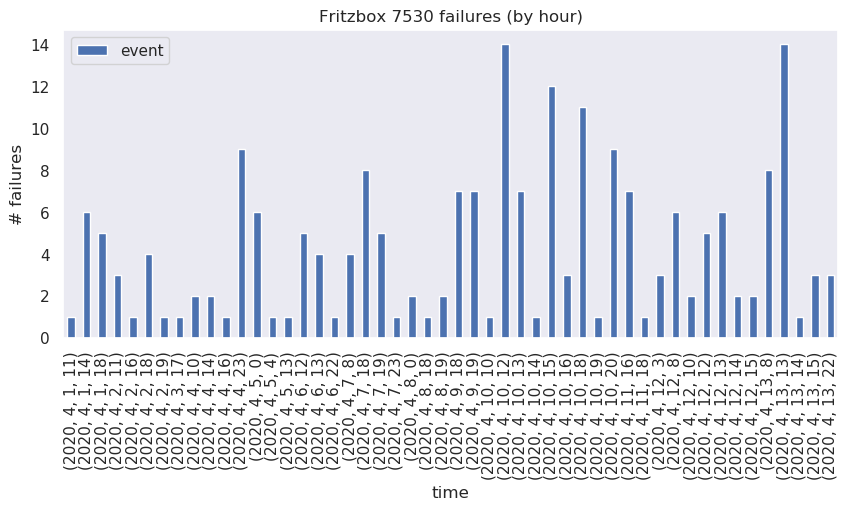 Fritzbox 7530 failures (by hour)
event
# failures
14
12
10
8
6
4
2
0
(2020, 4, 1, 11)
(2020, 4, 1, 14)
(2020, 4, 1, 18)
(2020, 4, 2, 11)
(2020, 4, 2, 16)
(2020, 4, 2, 18)
(2020, 4, 2, 19)
(2020, 4, 3, 17)
(2020, 4, 4, 10)
(2020, 4, 4, 14)
(2020, 4, 4, 16)
(2020, 4, 4, 23)
(2020, 4, 5, 0)
(2020, 4, 5, 4)
(2020, 4, 5, 13)
(2020, 4, 6, 12)
(2020, 4, 6, 13)
(2020, 4, 6, 22)
(2020, 4, 7, 8)
(2020, 4, 7, 18)
(2020, 4, 7, 19)
(2020, 4, 7, 23)
(2020, 4, 8, 0)
(2020, 4, 8, 18)
(2020, 4, 8, 19)
(2020, 4, 9, 18)
(2020, 4, 9, 19)
(2020, 4, 10, 10)
(2020, 4, 10, 12)
(2020, 4, 10, 13)
(2020, 4, 10, 14)
(2020, 4, 10, 15)
(2020, 4, 10, 16)
(2020, 4, 10, 18)
(2020, 4, 10, 19)
(2020, 4, 10, 20)
(2020, 4, 11, 16)
(2020, 4, 11, 18)
(2020, 4, 12, 3)
(2020, 4, 12, 8)
(2020, 4, 12, 10)
(2020, 4, 12, 12)
(2020, 4, 12, 13)
(2020, 4, 12, 14)
(2020, 4, 12, 15)
(2020, 4, 13, 8)
(2020, 4, 13, 13)
(2020, 4, 13, 14)
(2020, 4, 13, 15)
(2020, 4, 13, 22)
time